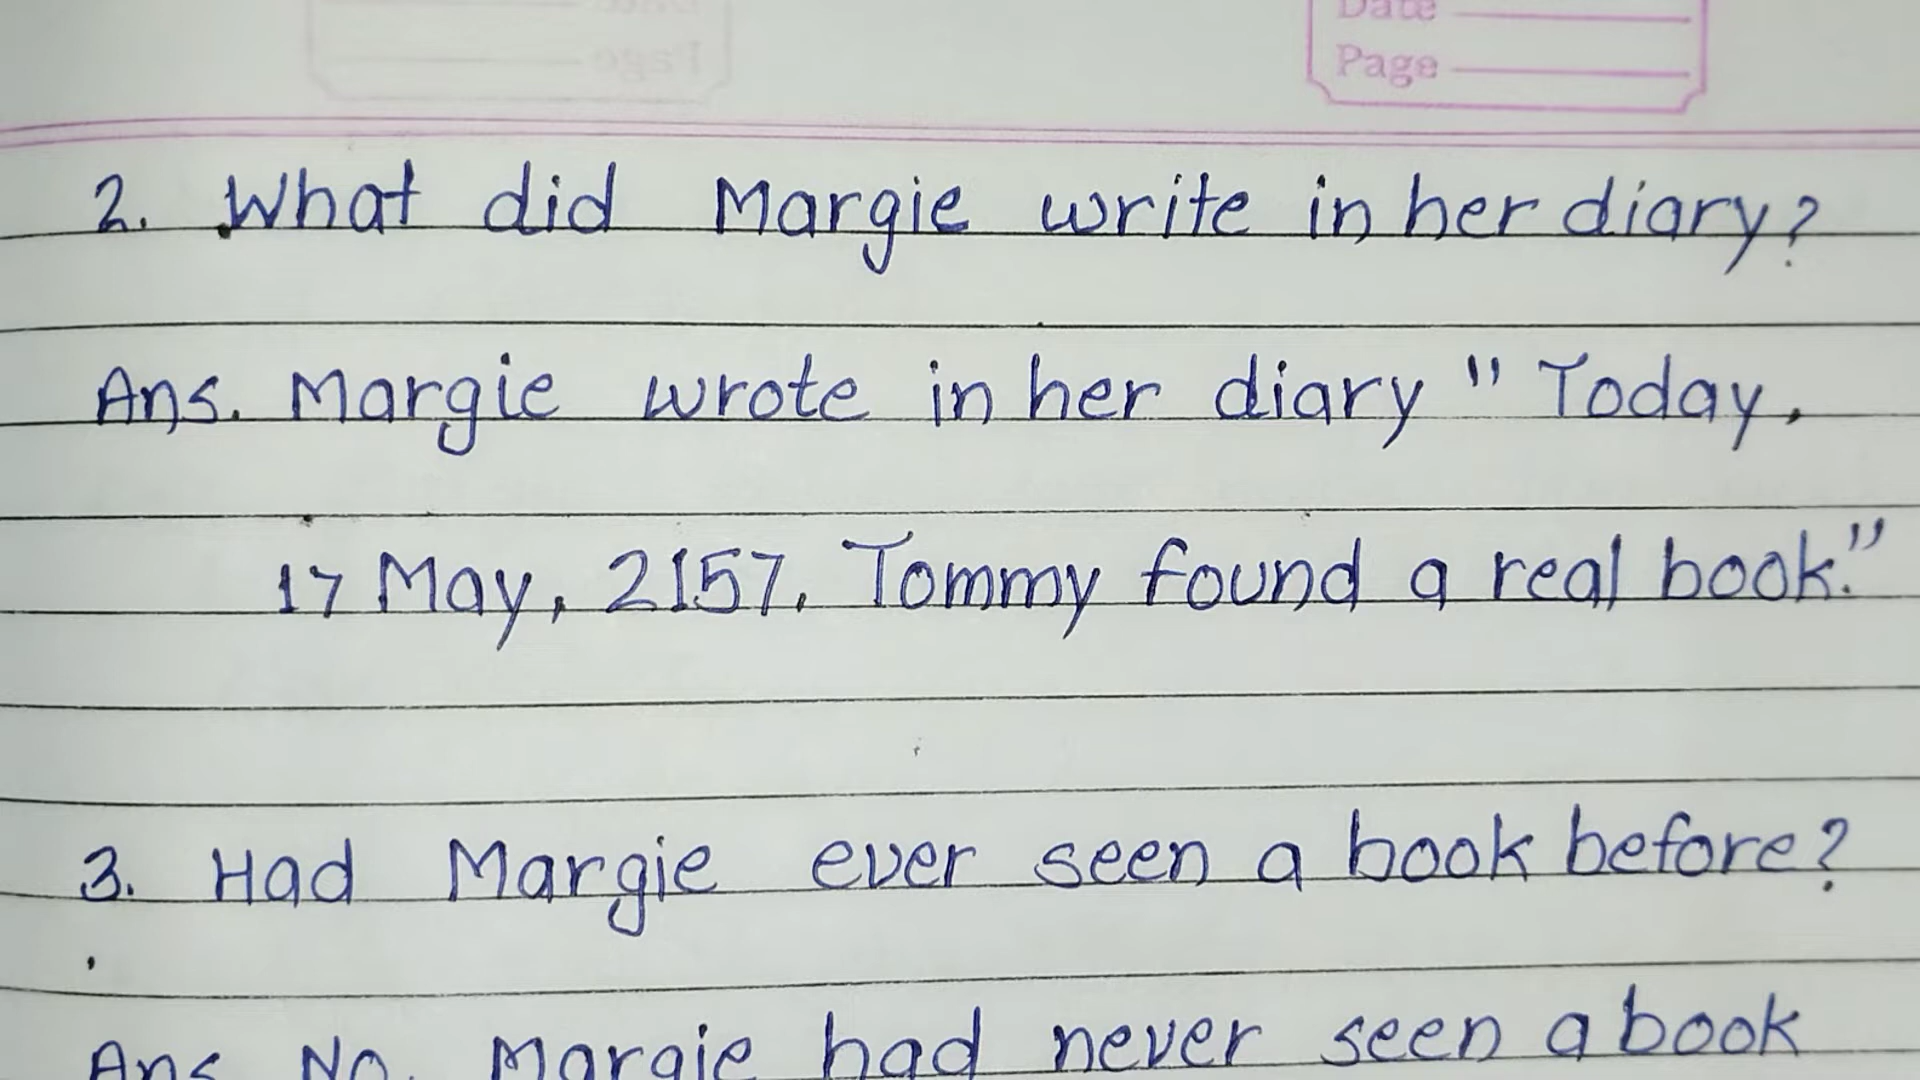 Date
Page
2. What did Margie write in her diary?
Ans. Margie wrote in her diary " Today,
17 May, 2157, Tommy found a real book."
3. Had Margie ever seen a book before?
Ans No, Margie had never seen a book